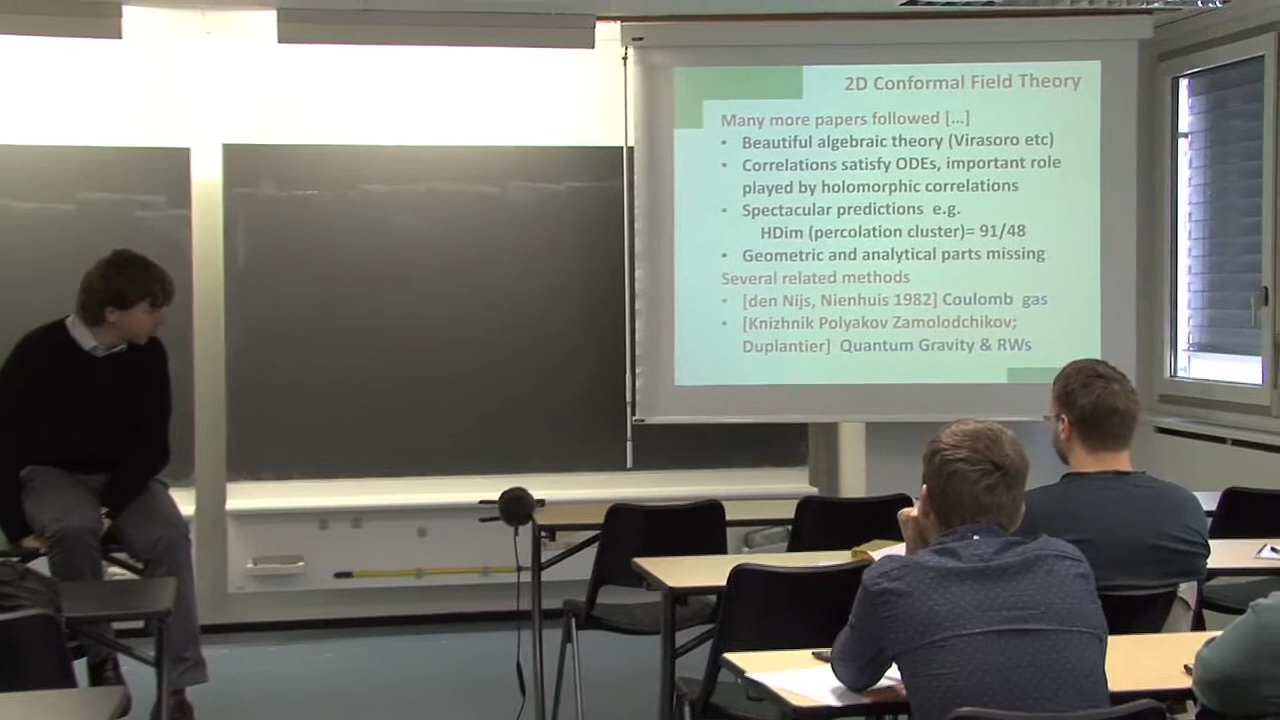 2D Conformal Field Theory
Many more papers followed […]
• Beautiful algebraic theory (Virasoro etc)
• Correlations satisfy ODEs, important role
played by holomorphic correlations
• Spectacular predictions e.g.
HDim (percolation cluster)= 91/48
• Geometric and analytical parts missing
Several related methods
• [den Nijs, Nienhuis 1982] Coulomb gas
• [Knizhnik Polyakov Zamolodchikov;
Duplantier] Quantum Gravity & RWs